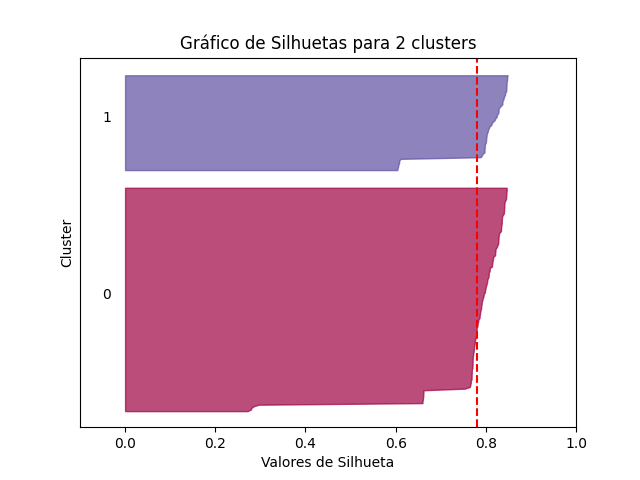 Gráfico de Silhuetas para 2 clusters
1
0
Cluster
0.0 0.2 0.4 0.6 0.8 1.0
Valores de Silhueta